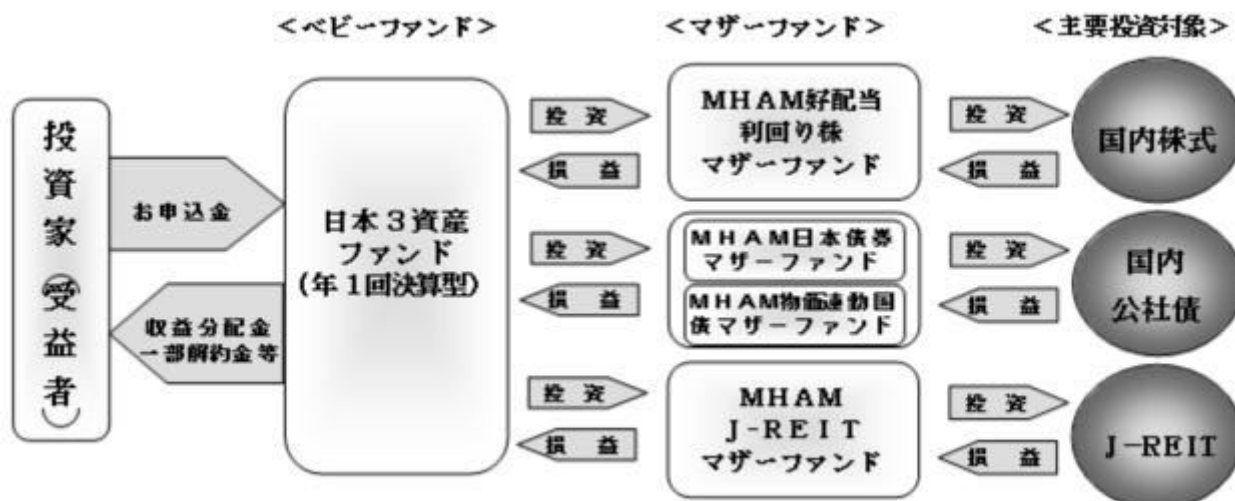 ＜ベビーファンド＞
＜マザーファンド＞
＜主要投資対象＞
投資家（受益者）
お申込金
収益分配金
一部解約金等
日本３資産
ファンド
（年１回決算型）
投資
損益
投資
損益
投資
損益
ＭＨＡＭ好配当
利回り株
マザーファンド
ＭＨＡＭ日本債券
マザーファンド
ＭＨＡＭ物価連動国
債マザーファンド
ＭＨＡＭ
Ｊ-ＲＥＩＴ
マザーファンド
投資
損益
投資
損益
投資
損益
国内株式
国内
公社債
Ｊ-ＲＥＩＴ